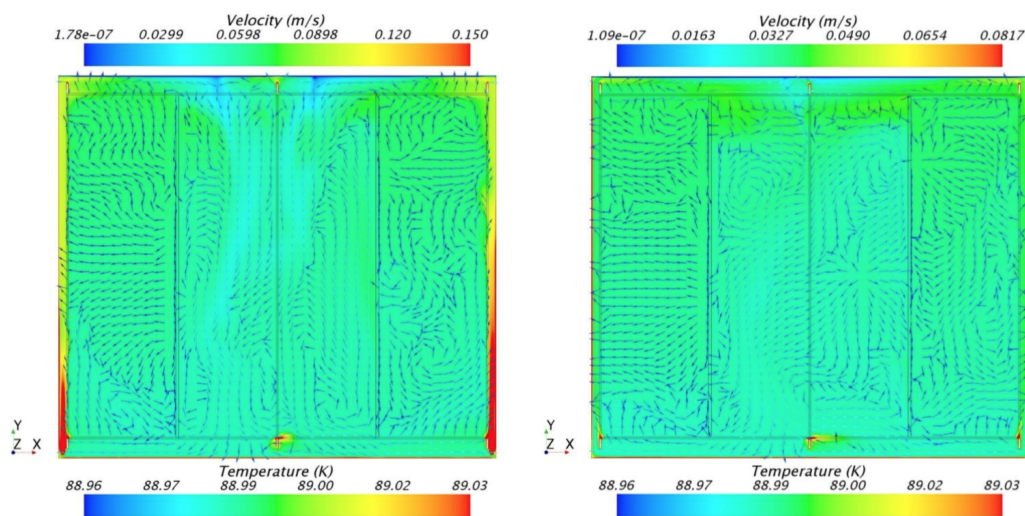 Velocity (m/s)
1.78e-07 0.0299 0.0598 0.0898 0.120 0.150
Y
Z X
Temperature (K)
88.96 88.97 88.99 89.00 89.02 89.03
Velocity (m/s)
1.09e-07 0.0163 0.0327 0.0490 0.0654 0.0817
Y
Z X
Temperature (K)
88.96 88.97 88.99 89.00 89.02 89.03